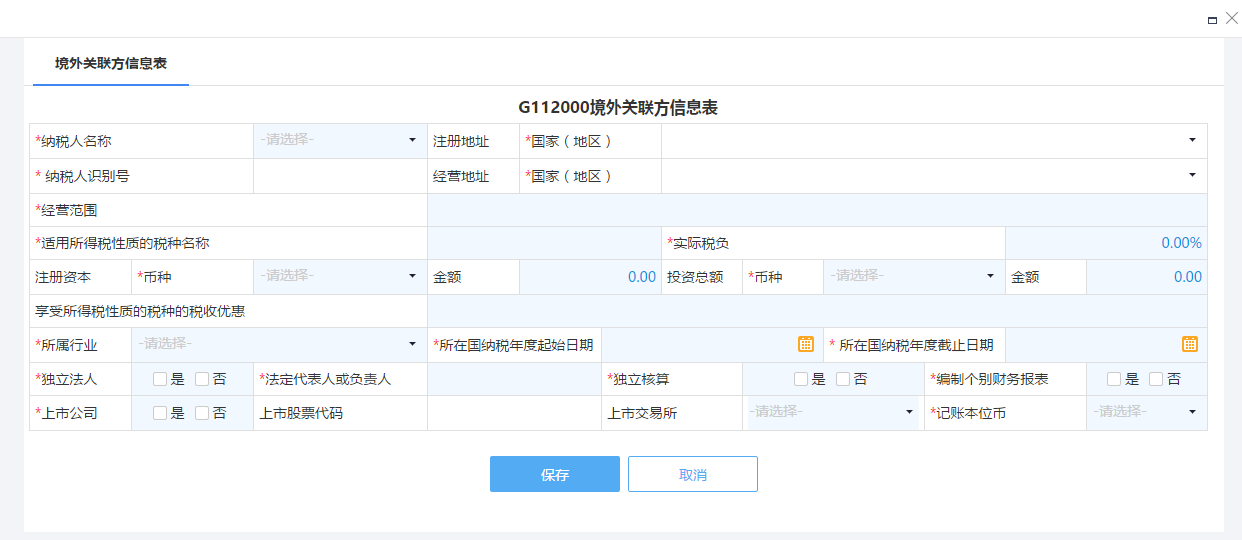 境外关联方信息表
G112000境外关联方信息表
*纳税人名称 -请选择- 注册地址 *国家（地区）
* 纳税人识别号 经营地址 *国家（地区）
*经营范围
*适用所得税性质的税种名称 *实际税负 0.00%
注册资本 *币种 -请选择- 金额 0.00 投资总额 *币种 -请选择- 金额 0.00
享受所得税性质的税种的税收优惠
*所属行业 -请选择- *所在国纳税年度起始日期 * 所在国纳税年度截止日期
*独立法人 是 否 *法定代表人或负责人 *独立核算 是 否 *编制个别财务报表 是 否
*上市公司 是 否 上市股票代码 上市交易所 -请选择- *记账本位币 -请选择-
保存 取消